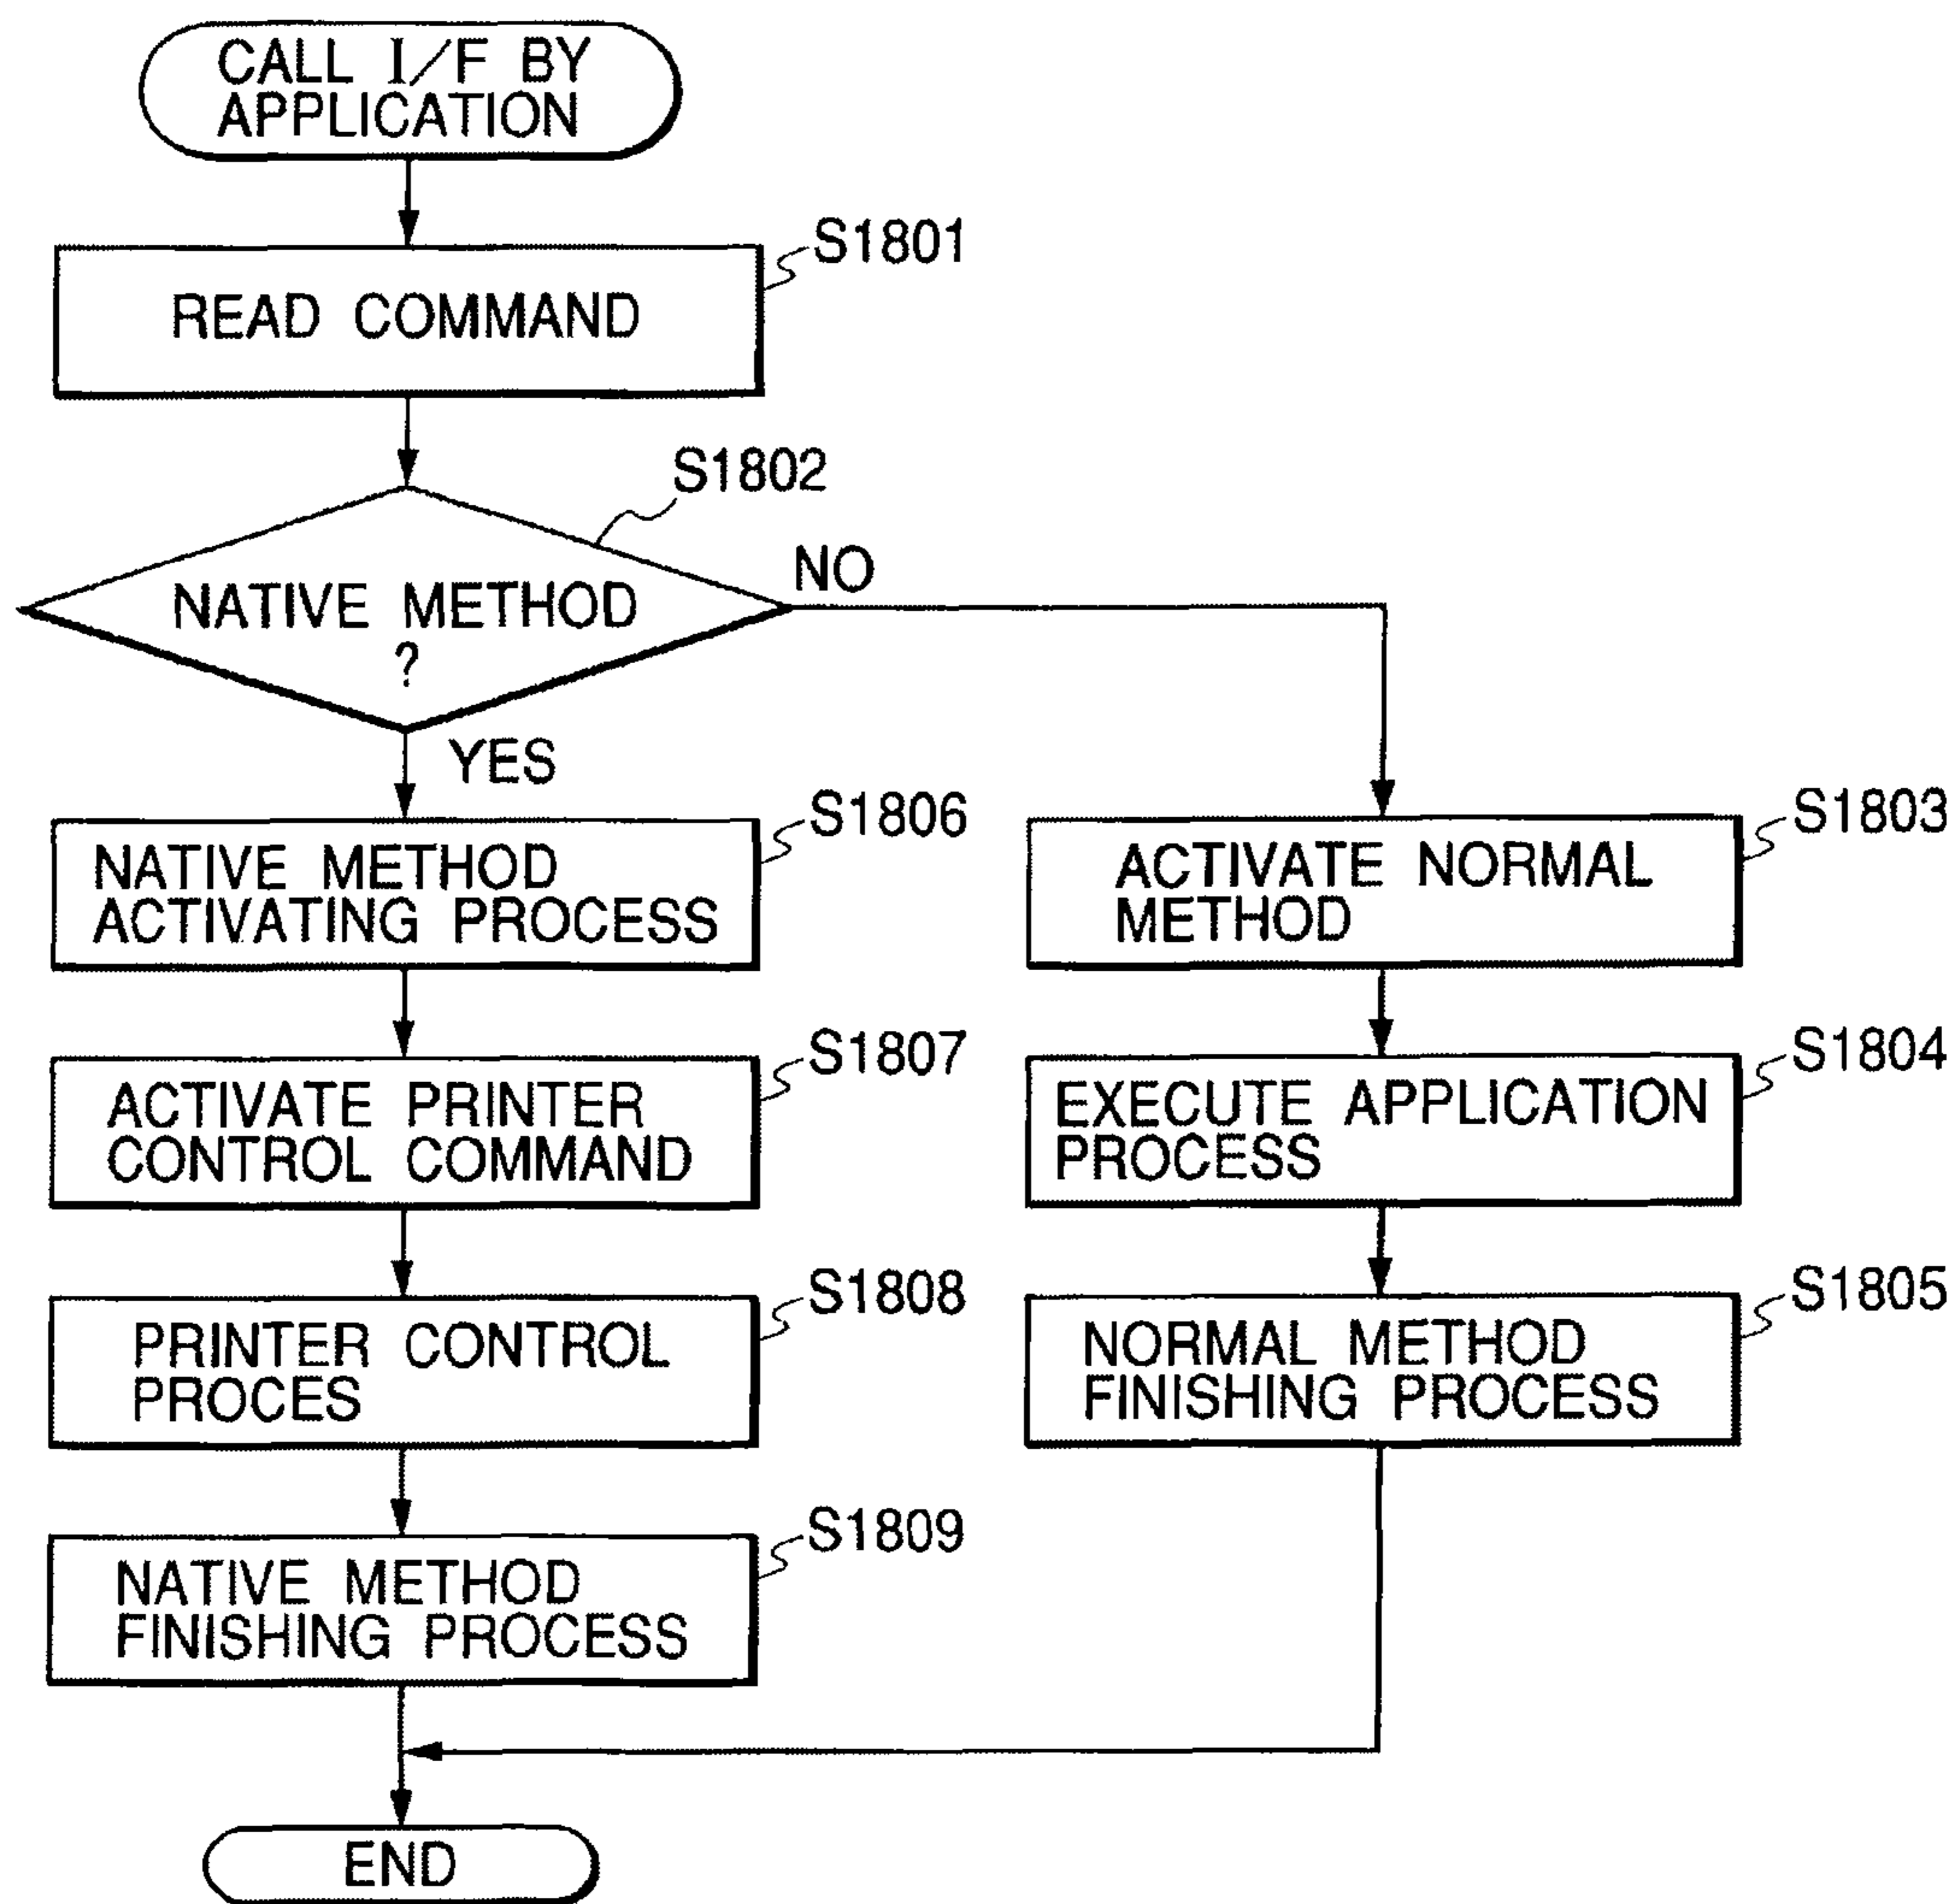 CALL I/F BY
APPLICATION
S1801
READ COMMAND
S1802
NATIVE METHOD
?
NO
YES
S1806
NATIVE METHOD
ACTIVATING PROCESS
S1807
ACTIVATE PRINTER
CONTROL COMMAND
S1808
PRINTER CONTROL
PROCES
S1809
NATIVE METHOD
FINISHING PROCESS
S1803
ACTIVATE NORMAL
METHOD
S1804
EXECUTE APPLICATION
PROCESS
S1805
NORMAL METHOD
FINISHING PROCESS
END